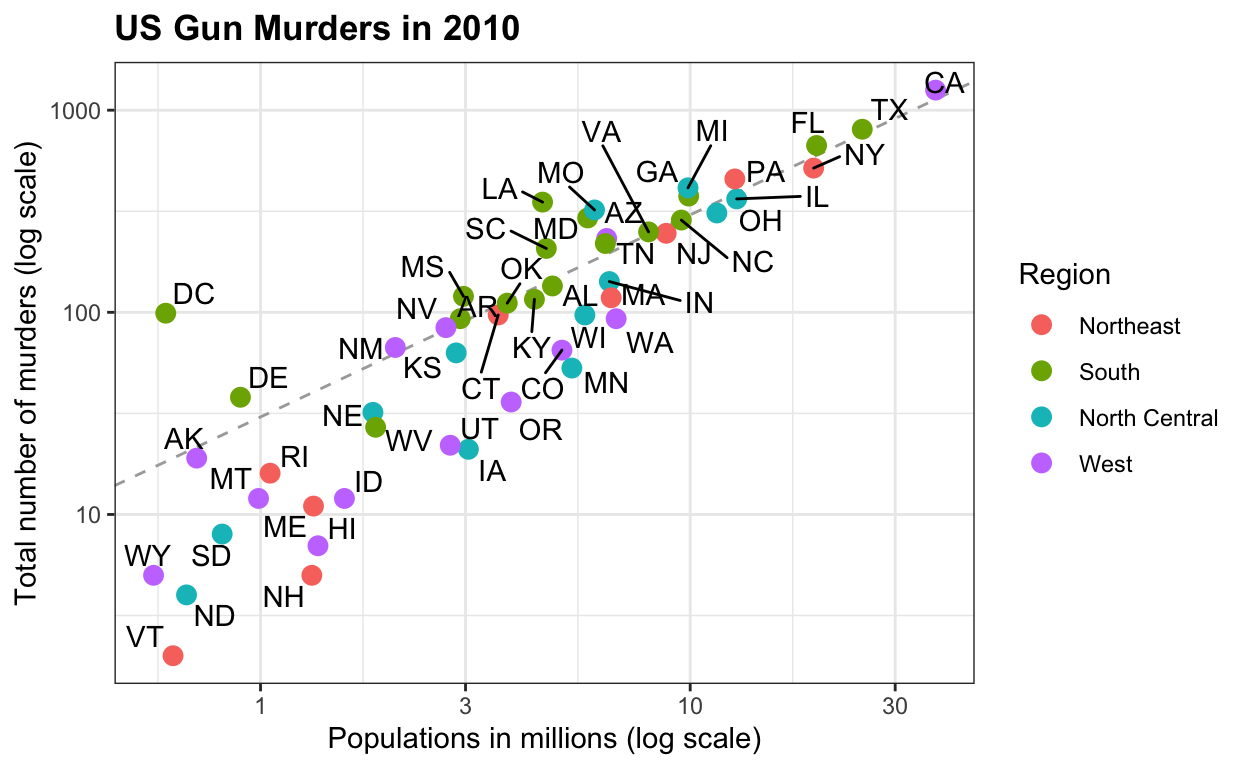 US Gun Murders in 2010
Total number of murders (log scale)
1000
100
10
CA
TX
FL
NY
VA
MI
MO
GA
PA
LA
IL
AZ
OH
SC
MD
TN
NJ
NC
MS
OK
DC
NV
AR
AL
MA
IN
NM
KS
KY
WI
WA
CT
CO
MN
DE
NE
WV
UT
OR
AK
RI
IA
MT
ID
ME
HI
WY
SD
NH
ND
VT
1
3
10
30
Populations in millions (log scale)
Region
Northeast
South
North Central
West